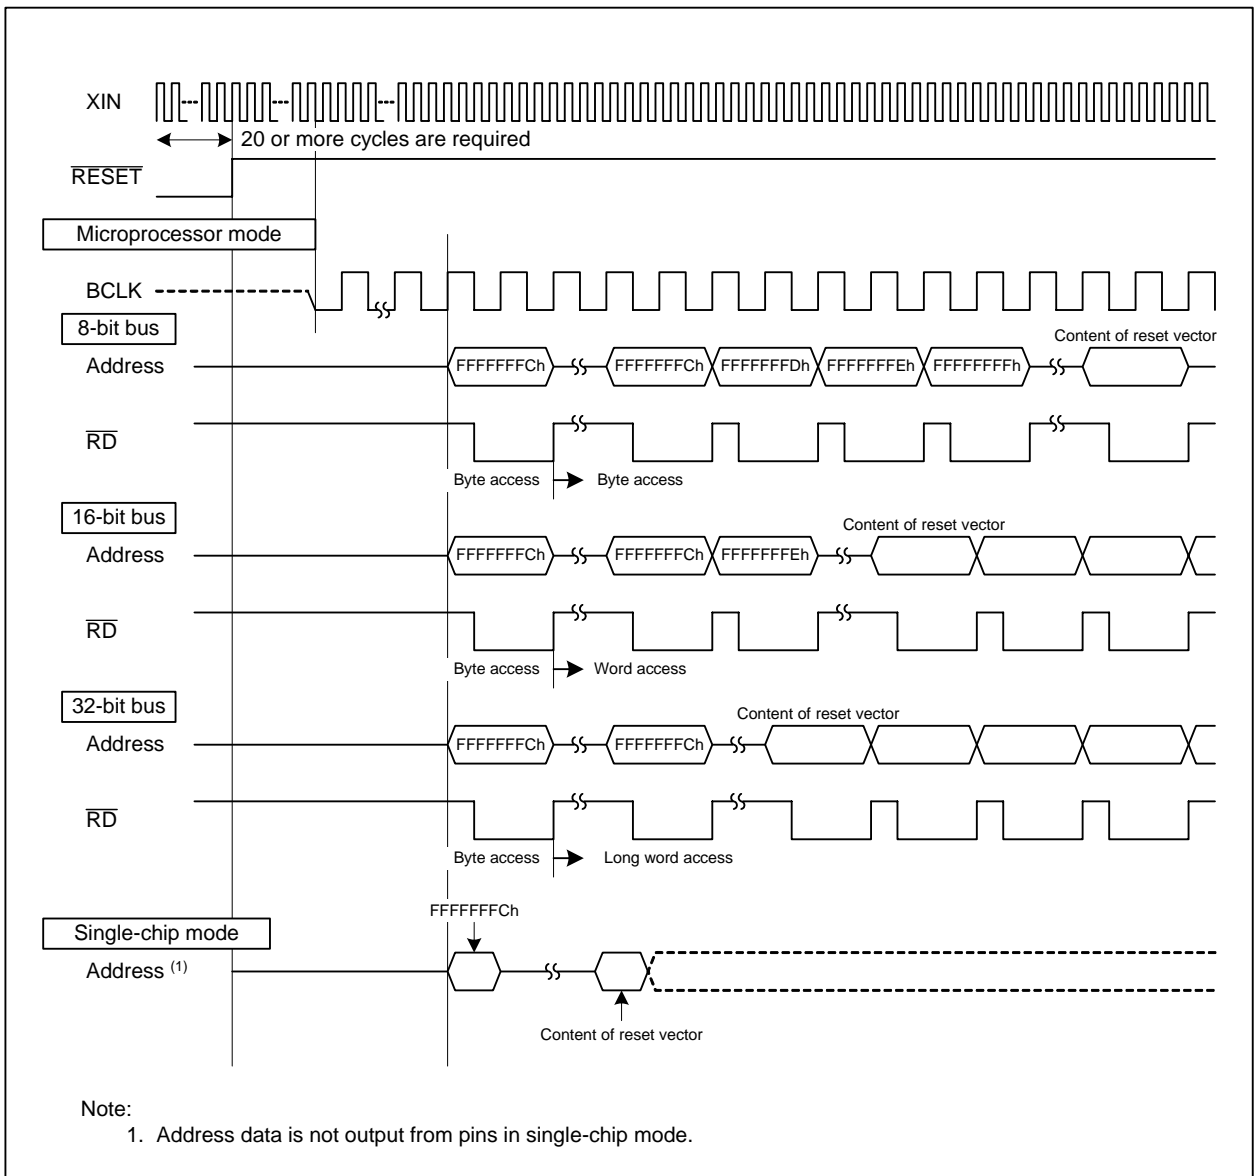 XIN
20 or more cycles are required
RESET
Microprocessor mode
BCLK
8-bit bus
Content of reset vector
Address
FFFFFFFCh FFFFFFFCh FFFFFFFDh FFFFFFFEh FFFFFFFFh
RD
Byte access Byte access
16-bit bus
Content of reset vector
Address
FFFFFFFCh FFFFFFFCh FFFFFFFEh
RD
Byte access Word access
32-bit bus
Content of reset vector
Address
FFFFFFFCh FFFFFFFCh
RD
Byte access Long word access
FFFFFFFCh
Single-chip mode
Address (1)
Content of reset vector
Note:
1. Address data is not output from pins in single-chip mode.